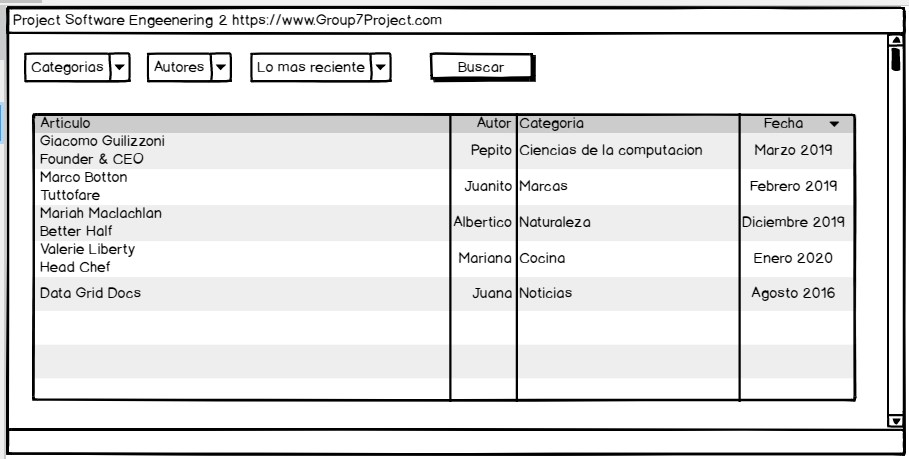 Project Software Engeenering 2 https://www.Group7Project.com
Categorias Autores Lo mas reciente Buscar
Articulo Autor Categoria Fecha
Giacomo Guilizzoni
Founder & CEO
Pepito Ciencias de la computacion Marzo 2019
Marco Botton
Tuttofare
Juanito Marcas Febrero 2019
Mariah Maclachlan
Better Half
Albertico Naturaleza Diciembre 2019
Valerie Liberty
Head Chef
Mariana Cocina Enero 2020
Data Grid Docs Juana Noticias Agosto 2016